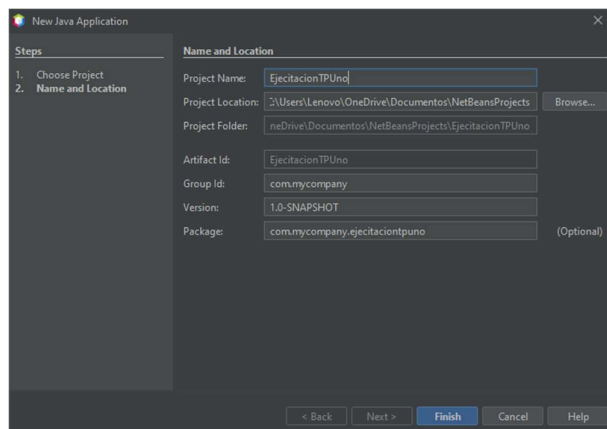 New Java Application
Steps
1. Choose Project
2. Name and Location
Name and Location
Project Name: EjecitacionTPUno
Project Location: C:\Users\Lenovo\OneDrive\Documentos\NetBeansProjects Browse...
Project Folder: neDrive\Documentos\NetBeansProjects\EjecitacionTPUno
Artifact Id: EjecitacionTPUno
Group Id: com.mycompany
Version: 1.0-SNAPSHOT
Package: com.mycompany.ejecitaciontpuno (Optional)
< Back Next > Finish Cancel Help